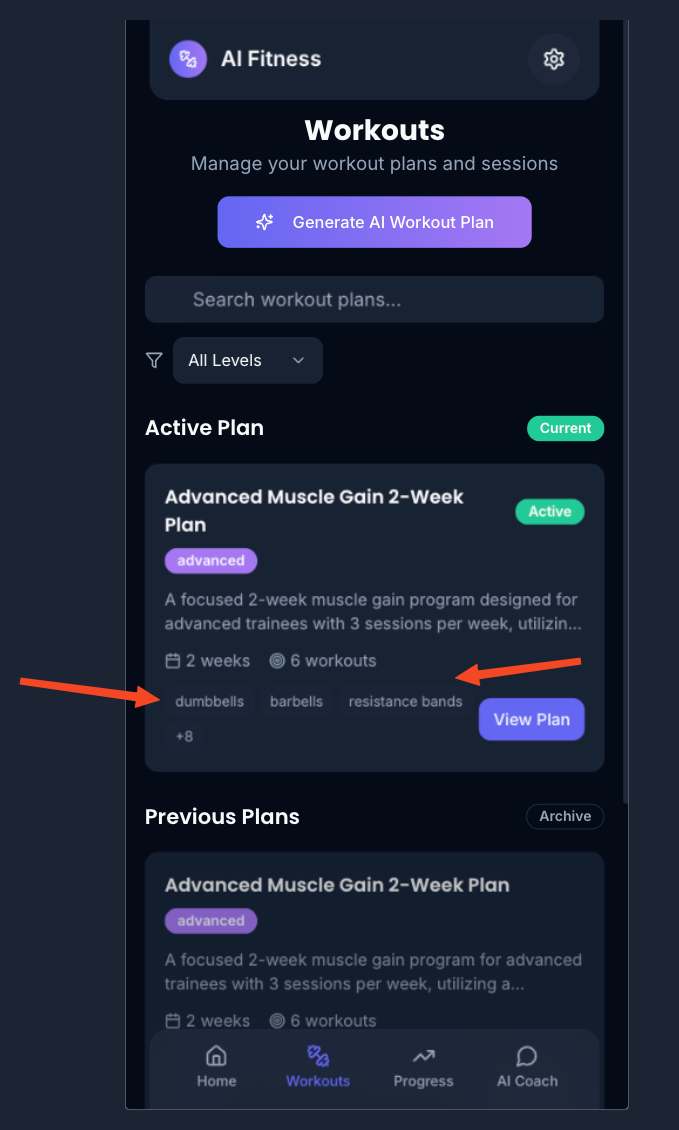 AI Fitness
Workouts
Manage your workout plans and sessions
Generate AI Workout Plan
Search workout plans...
All Levels
Active Plan
Current
Advanced Muscle Gain 2-Week
Plan
Active
advanced
A focused 2-week muscle gain program designed for
advanced trainees with 3 sessions per week, utilizin...
2 weeks 6 workouts
dumbbells barbells resistance bands
+8
View Plan
Previous Plans
Archive
Advanced Muscle Gain 2-Week Plan
advanced
A focused 2-week muscle gain program for advanced
trainees with 3 sessions per week, utilizing a...
2 weeks 6 workouts
Home Workouts Progress AI Coach